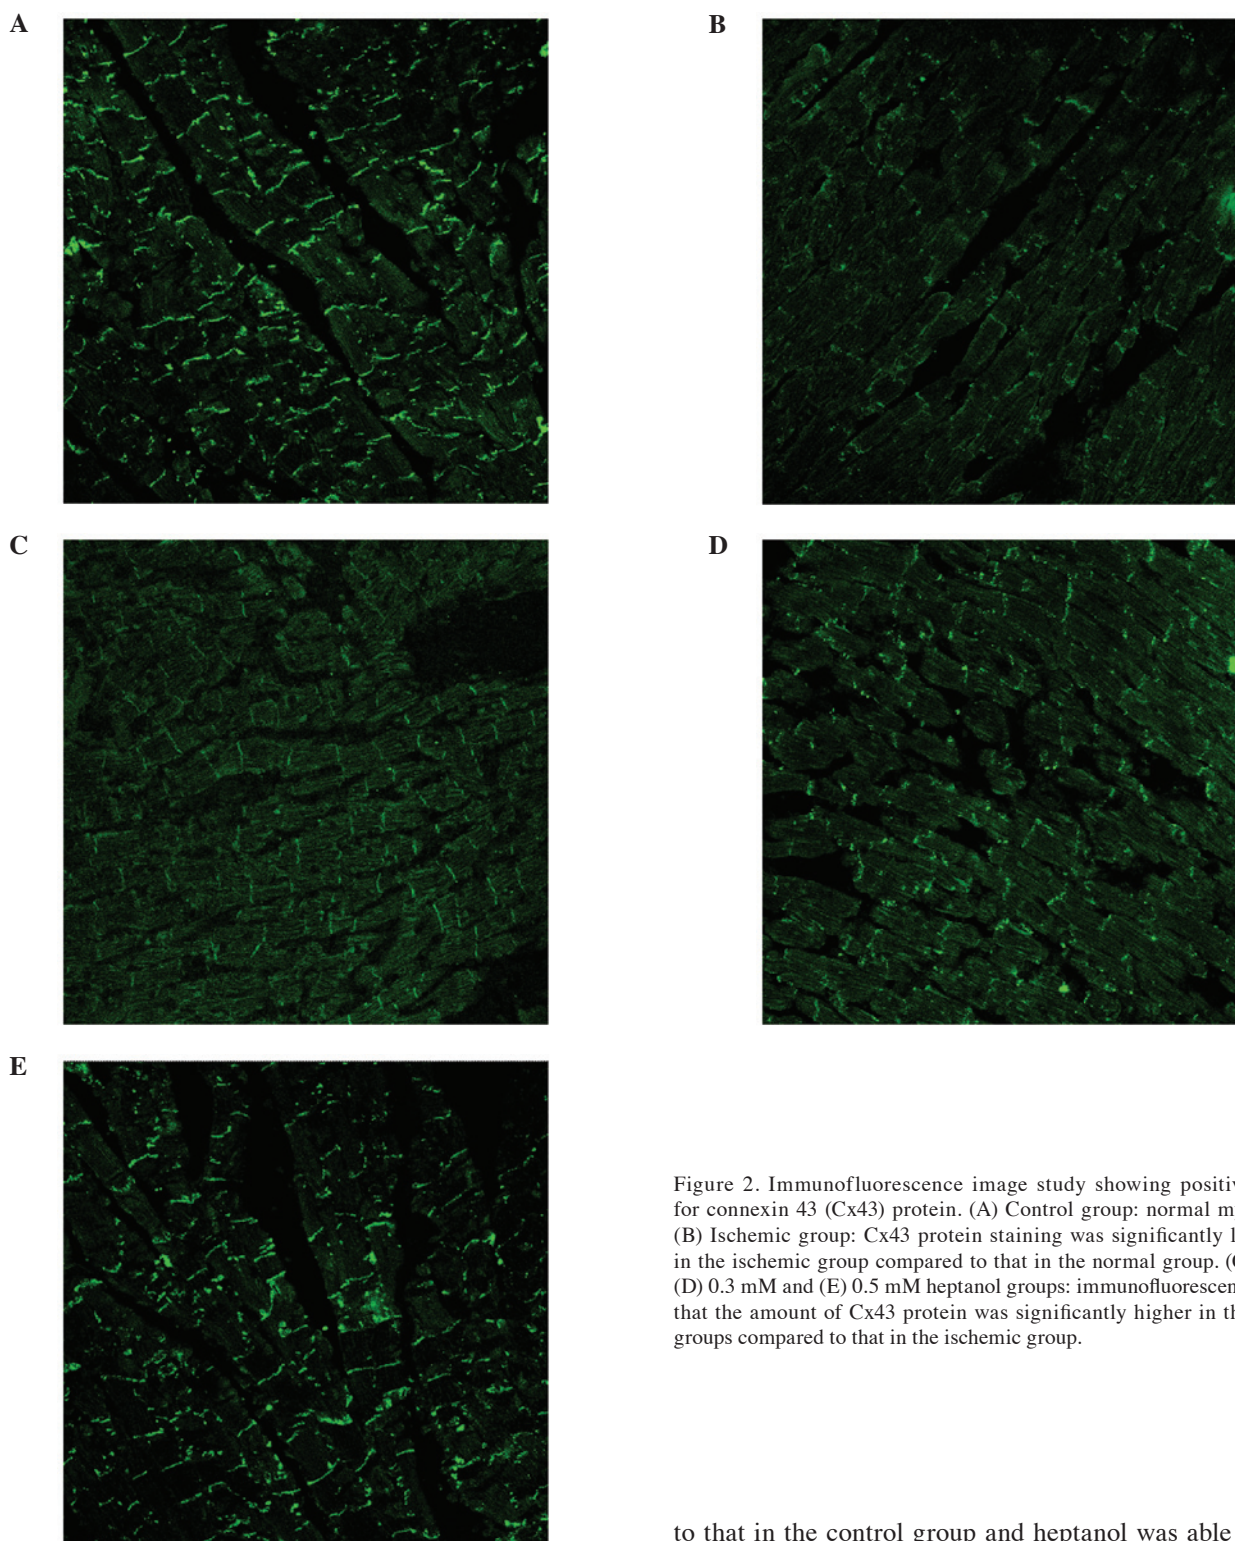 A
B
C
D
E
Figure 2. Immunofluorescence image study showing
for connexin 43 (Cx43) protein. (A) Control group: normal
(B) Ischemic group: Cx43 protein staining was significantly
in the ischemic group compared to that in the normal group.
(D) 0.3 mM and (E) 0.5 mM heptanol groups:
that the amount of Cx43 protein was significantly higher in
groups compared to that in the ischemic group.
to that in the control group and heptanol was able